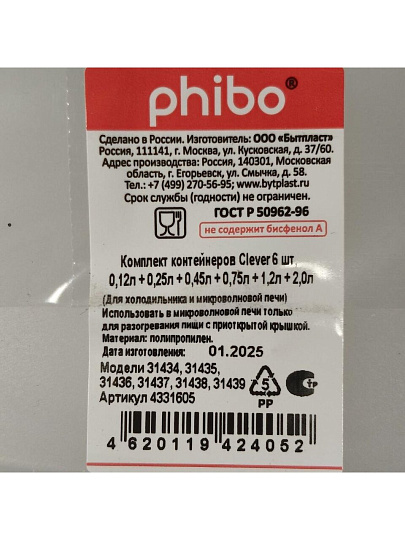 phibo®
Сделано в России. Изготовитель: ООО «Бытпласт»
Россия, 111141, г. Москва, ул. Кусковская, д. 37/60.
Адрес производства: Россия, 140301, Московская
область, г. Егорьевск, ул. Смычка, д. 58.
Тел.: +7 (499) 270-56-95; www.bytplast.ru
Срок службы (годности) не ограничен.
ГОСТ Р 50962-96
не содержит бисфенол А
Комплект контейнеров Clever 6 шт.
0,12л + 0,25л + 0,45л + 0,75л + 1,2л + 2,0л
(Для холодильника и микроволновой печи)
Использовать в микроволновой печи только
для разогревания пищи с приоткрытой крышкой.
Материал: полипропилен.
Дата изготовления: 01.2025
Модели 31434, 31435,
31436, 31437, 31438, 31439
5
PP
Артикул 4331605
4 620119 424052